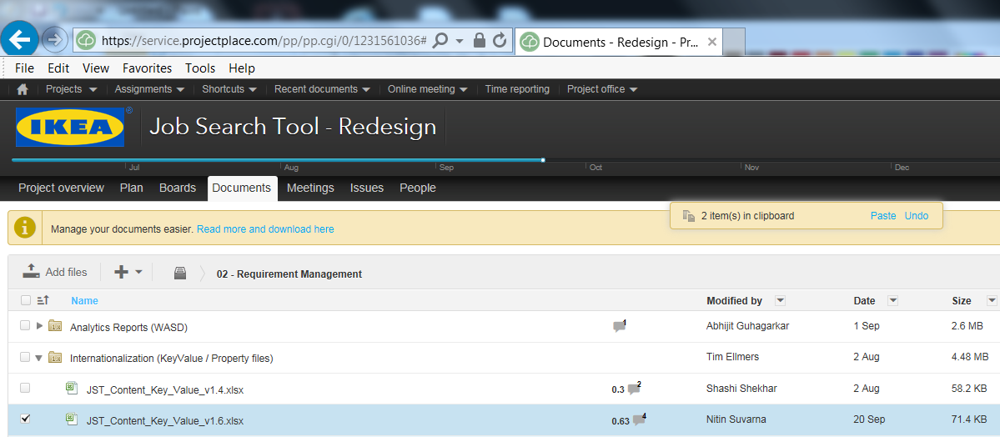 https://service.projectplace.com/pp/pp.cgi/0/1231561036#
Documents - Redesign - Pr...
File Edit View Favorites Tools Help
Projects Assignments Shortcuts Recent documents Online meeting Time reporting Project office
IKEA ® Job Search Tool - Redesign
Jul Aug Sep Oct Nov Dec
Project overview Plan Boards Documents Meetings Issues People
2 item(s) in clipboard Paste Undo
Manage your documents easier. Read more and download here
Add files 02 - Requirement Management
Name Modified by Date Size
Analytics Reports (WASD) 1 Abhijit Guhagarkar 1 Sep 2.6 MB
Internationalization (KeyValue / Property files) Tim Ellmers 2 Aug 4.48 MB
JST_Content_Key_Value_v1.4.xlsx 0.3 2 Shashi Shekhar 2 Aug 58.2 KB
JST_Content_Key_Value_v1.6.xlsx 0.63 4 Nitin Suvarna 20 Sep 71.4 KB